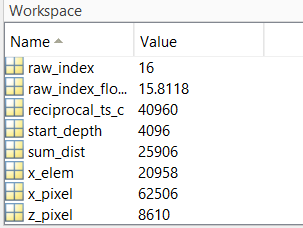 Workspace
Name Value
raw_index 16
raw_index_flo... 15.8118
reciprocal_ts_c 40960
start_depth 4096
sum_dist 25906
x_elem 20958
x_pixel 62506
z_pixel 8610